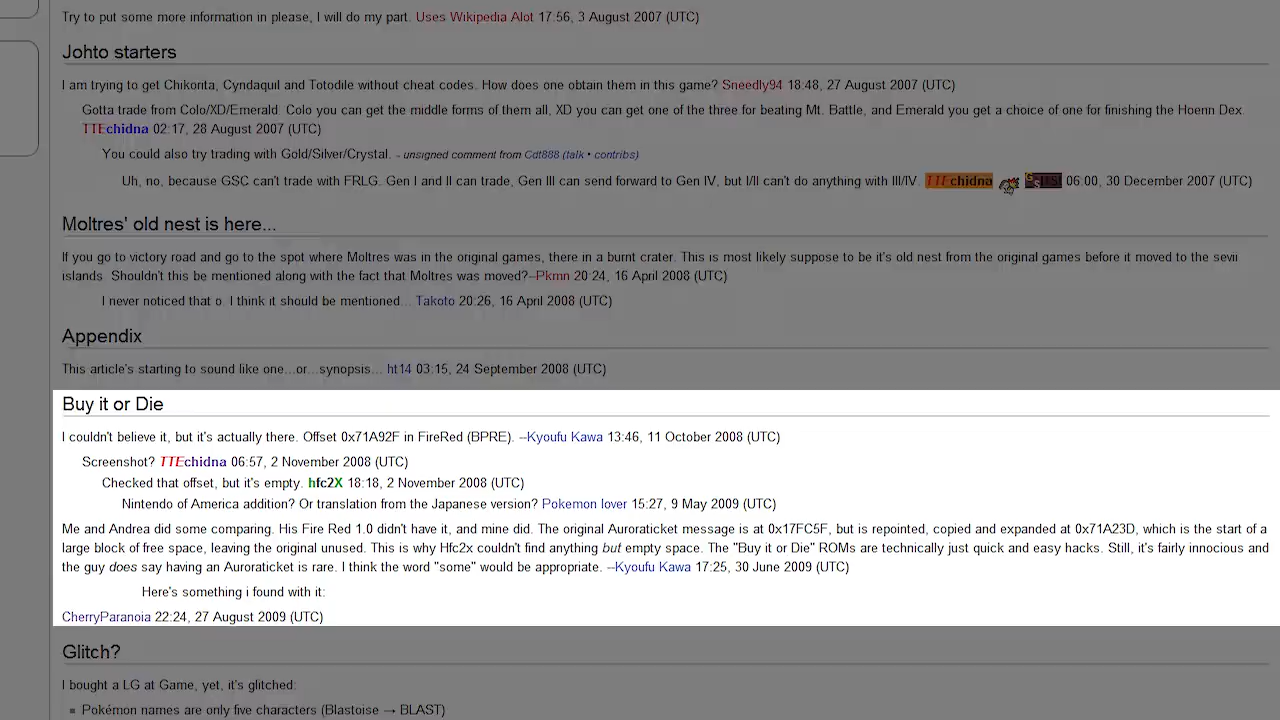 Try to put some more information in please, I will do my part. Uses Wikipedia Alot 17:56, 3 August 2007 (UTC)
Johto starters
I am trying to get Chikorita, Cyndaquil and Totodile without cheat codes. How does one obtain them in this game? Sneedly94 18:48, 27 August 2007 (UTC)
Gotta trade from Colo/XD/Emerald. Colo you can get the middle forms of them all, XD you can get one of the three for beating Mt. Battle, and Emerald you get a choice of one for finishing the Hoenn Dex.
TTEchidna 02:17, 28 August 2007 (UTC)
You could also try trading with Gold/Silver/Crystal. - unsigned comment from Cdt888 (talk • contribs)
Uh, no, because GSC can't trade with FRLG. Gen I and II can trade, Gen III can send forward to Gen IV, but I/II can't do anything with III/IV. TTEchidna 06:00, 30 December 2007 (UTC)
Moltres' old nest is here...
If you go to victory road and go to the spot where Moltres was in the original games, there in a burnt crater. This is most likely suppose to be it's old nest from the original games before it moved to the sevii
islands. Shouldn't this be mentioned along with the fact that Moltres was moved?--Pkmn 20:24, 16 April 2008 (UTC)
I never noticed that o. I think it should be mentioned... Takoto 20:26, 16 April 2008 (UTC)
Appendix
This article's starting to sound like one...or...synopsis... ht14 03:15, 24 September 2008 (UTC)
Buy it or Die
I couldn't believe it, but it's actually there. Offset 0x71A92F in FireRed (BPRE). --Kyoufu Kawa 13:46, 11 October 2008 (UTC)
Screenshot? TTEchidna 06:57, 2 November 2008 (UTC)
Checked that offset, but it's empty. hfc2X 18:18, 2 November 2008 (UTC)
Nintendo of America addition? Or translation from the Japanese version? Pokemon lover 15:27, 9 May 2009 (UTC)
Me and Andrea did some comparing. His Fire Red 1.0 didn't have it, and mine did. The original Auroraticket message is at 0x17FC5F, but is repointed, copied and expanded at 0x71A23D, which is the start of a
large block of free space, leaving the original unused. This is why Hfc2x couldn't find anything but empty space. The "Buy it or Die" ROMs are technically just quick and easy hacks. Still, it's fairly innocious and
the guy does say having an Auroraticket is rare. I think the word "some" would be appropriate. --Kyoufu Kawa 17:25, 30 June 2009 (UTC)
Here's something i found with it:
CherryParanoia 22:24, 27 August 2009 (UTC)
Glitch?
I bought a LG at Game, yet, it's glitched:
▪ Pokémon names are only five characters (Blastoise → BLAST)